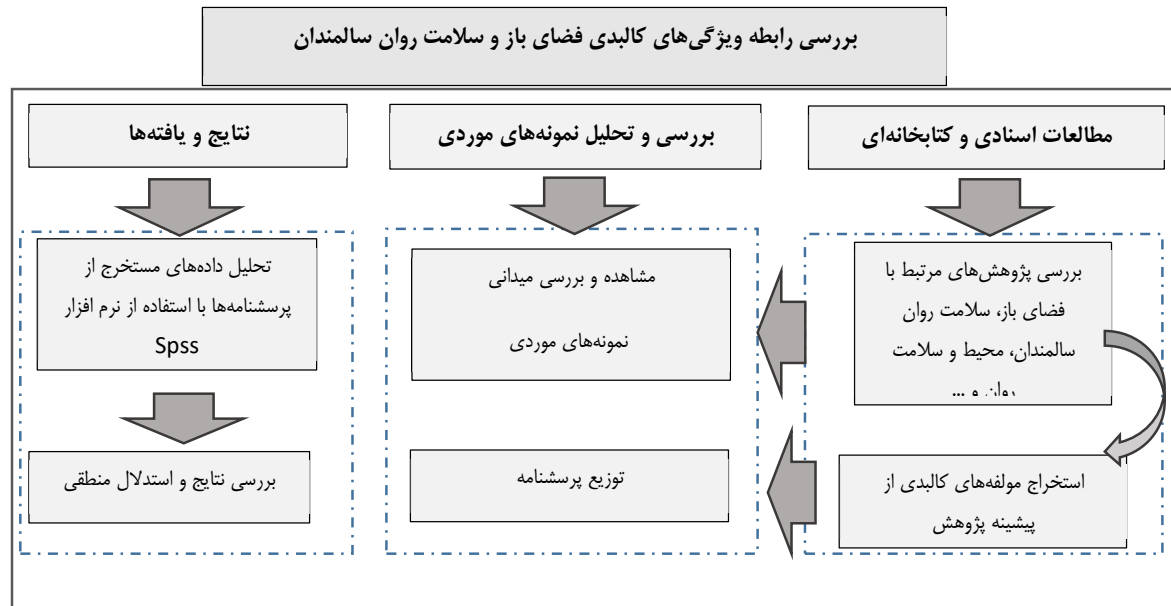 بررسی رابطه ویژگی‌های کالبدی فضای باز و سلامت روان سالمندان
مطالعات اسنادی و کتابخانه‌ای
بررسی پژوهش‌های مرتبط با
فضای باز، سلامت روان
سالمندان، محیط و سلامت
روان و ...
استخراج مولفه‌های کالبدی از
پیشینه پژوهش
بررسی و تحلیل نمونه‌های موردی
مشاهده و بررسی میدانی
نمونه‌های موردی
توزیع پرسشنامه
نتایج و یافته‌ها
تحلیل داده‌های مستخرج از
پرسشنامه‌ها با استفاده از نرم افزار
Spss
بررسی نتایج و استدلال منطقی